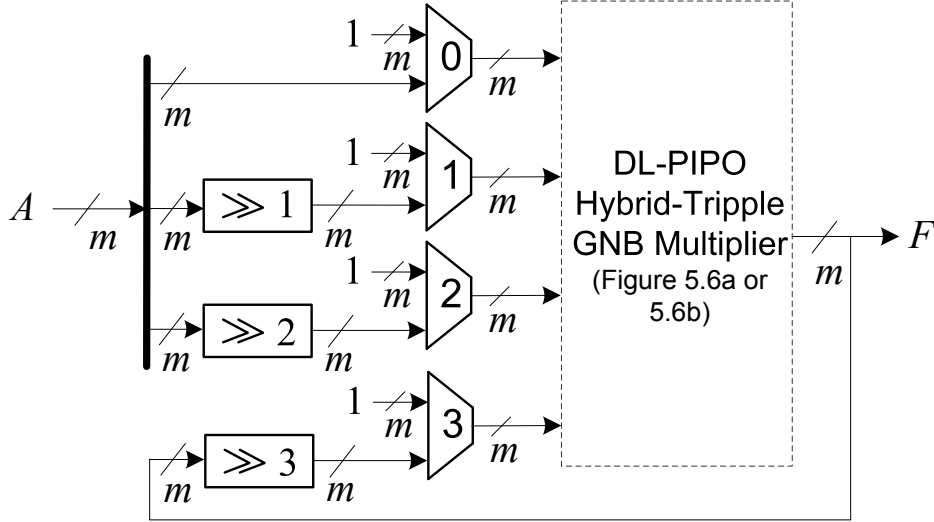 1
m
0
m
m
1
m
1
m
A
m
m
≫ 1
m
DL-PIPO
Hybrid-Tripple
GNB Multiplier
(Figure 5.6a or
5.6b)
m
F
1
m
2
m
m
≫ 2
m
1
m
3
m
m
≫ 3
m